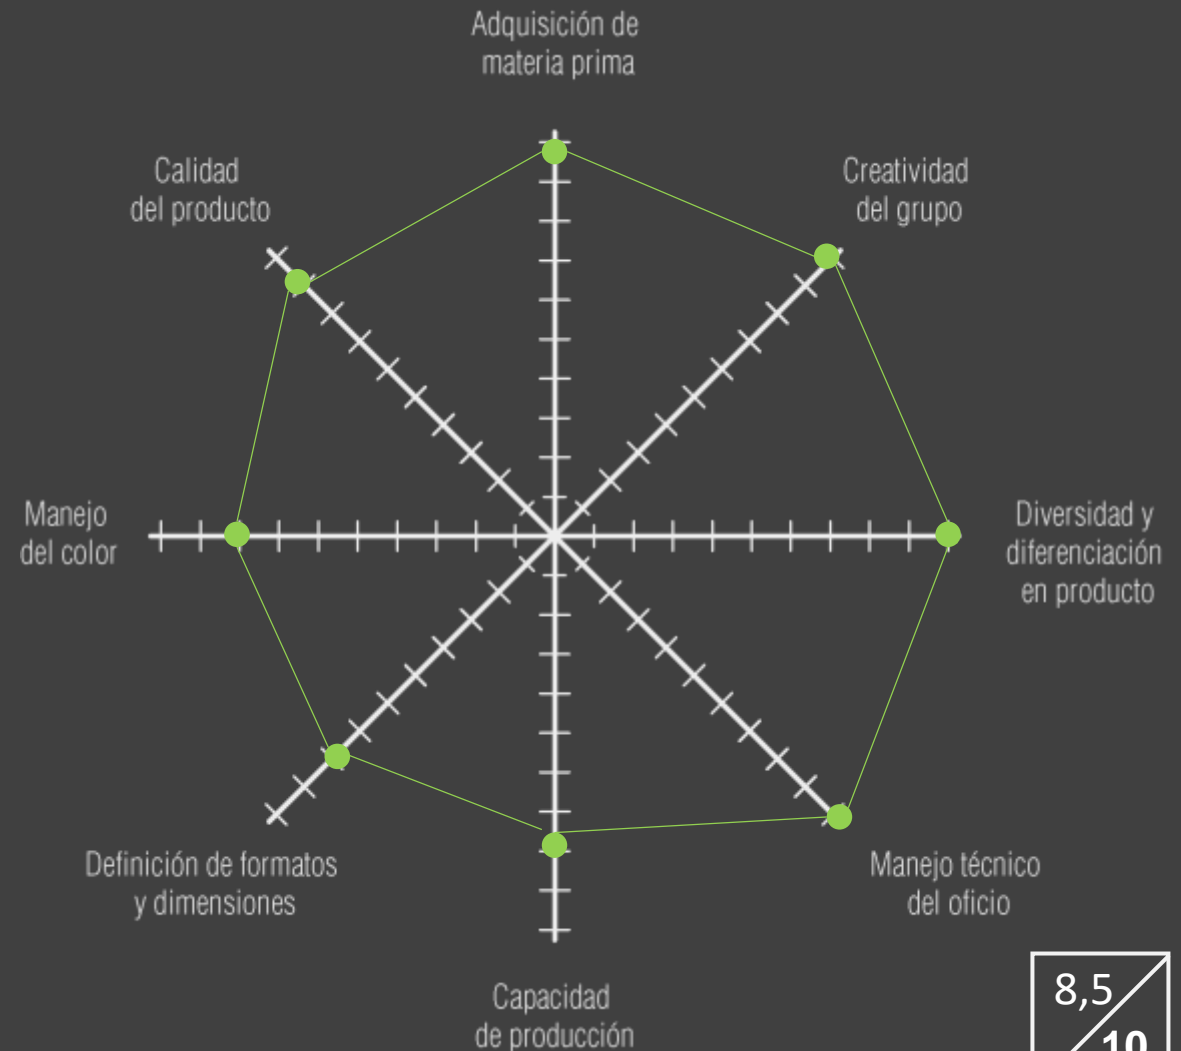 Adquisición de
materia prima
Calidad
del producto
Creatividad
del grupo
Manejo
del color
Diversidad y
diferenciación
en producto
Definición de formatos
y dimensiones
Manejo técnico
del oficio
Capacidad
de producción
8,5
10